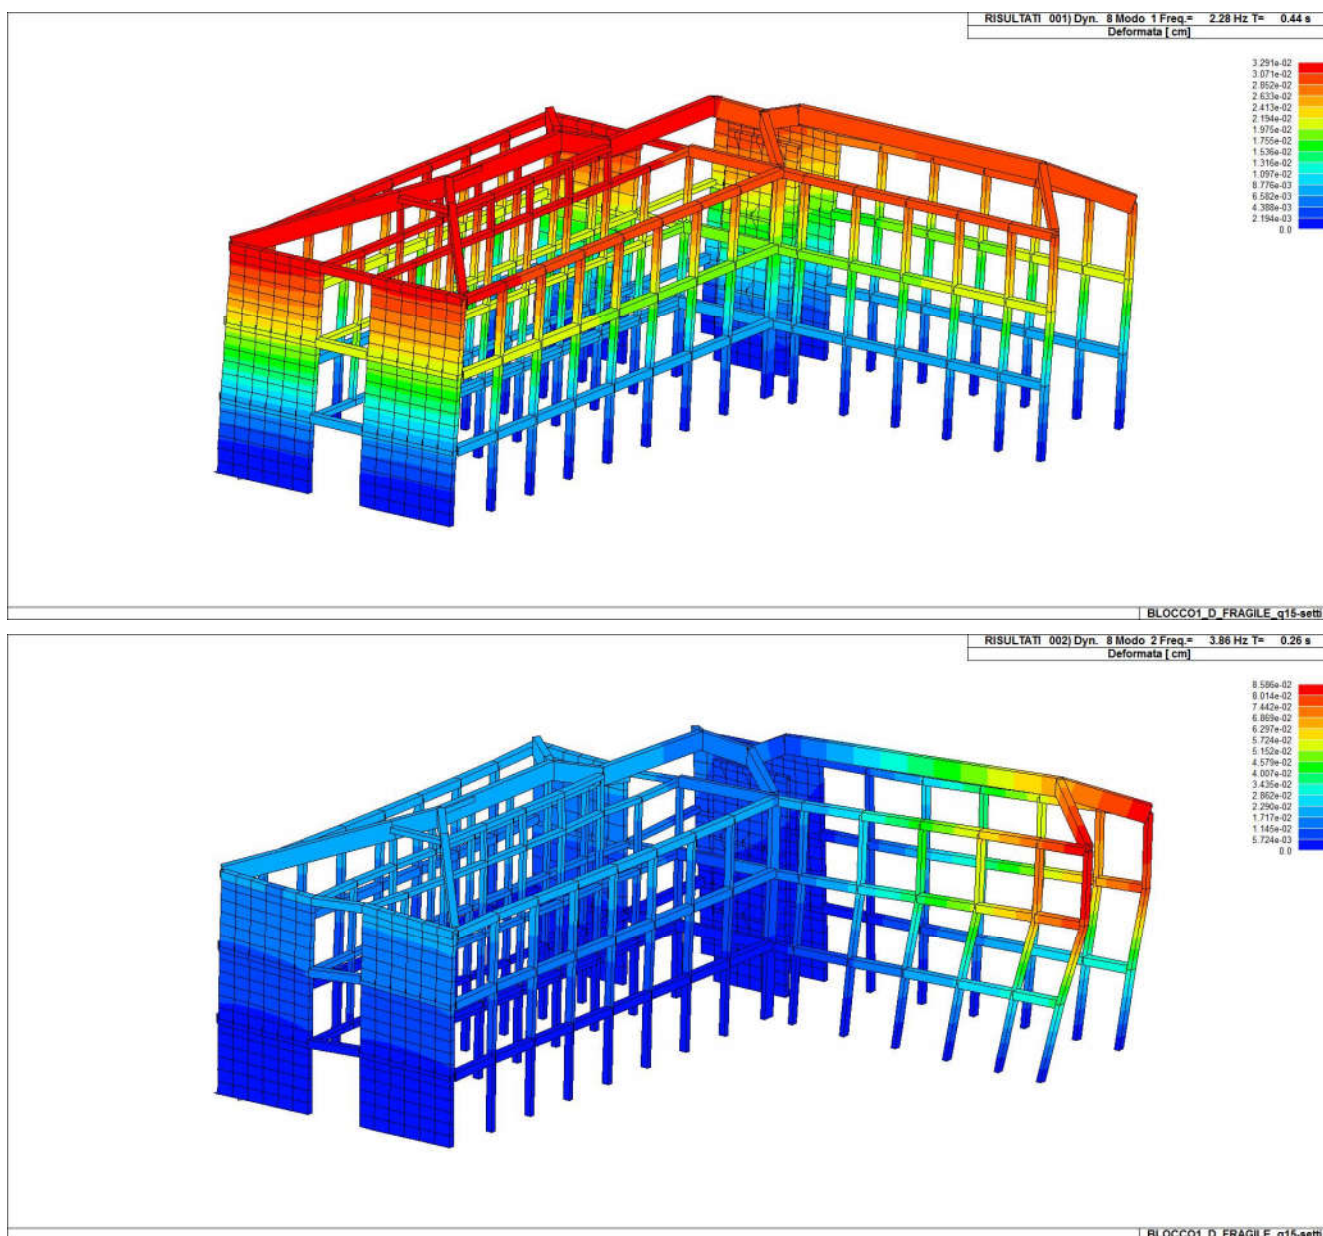 RISULTATI 001) Dyn. 8 Modo 1 Freq.= 2.28 Hz T= 0.44 s
Deformata [ cm]
3.291e-02
3.071e-02
2.852e-02
2.633e-02
2.413e-02
2.194e-02
1.975e-02
1.755e-02
1.536e-02
1.316e-02
1.097e-02
8.776e-03
6.582e-03
4.388e-03
2.194e-03
0.0
BLOCCO1_D_FRAGILE_q15-setti
RISULTATI 002) Dyn. 8 Modo 2 Freq.= 3.86 Hz T= 0.26 s
Deformata [ cm]
8.586e-02
8.014e-02
7.442e-02
6.869e-02
6.297e-02
5.724e-02
5.152e-02
4.579e-02
4.007e-02
3.435e-02
2.862e-02
2.290e-02
1.717e-02
1.145e-02
5.724e-03
0.0
BLOCCO1_D_FRAGILE_q15-setti